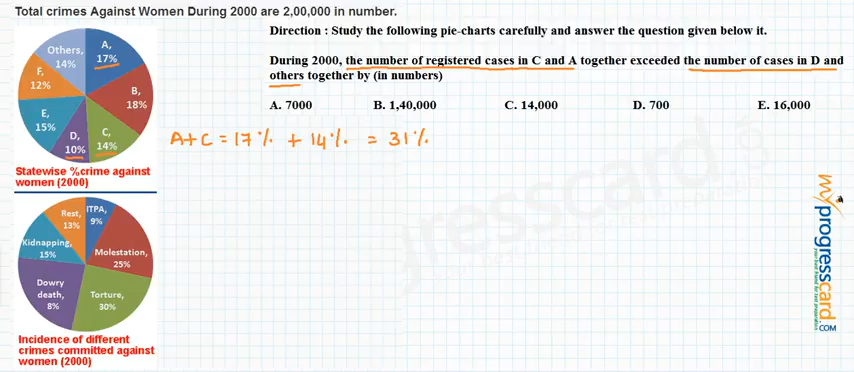 Total crimes Against Women During 2000 are 2,00,000 in number.
Direction : Study the following pie-charts carefully and answer the question given below it.
During 2000, the number of registered cases in C and A together exceeded the number of cases in D and
others together by (in numbers)
A. 7000 B. 1,40,000 C. 14,000 D. 700 E. 16,000
A+C = 17% + 14% = 31%
Others,
14%
A,
17%
B,
18%
C,
14%
D,
10%
E,
15%
F,
12%
Statewise %crime against
women (2000)
Rest,
13%
ITPA,
9%
Molestation,
25%
Torture,
30%
Dowry
death,
8%
Kidnapping,
15%
Incidence of different
crimes committed against
women (2000)
myprogresscard.COM
gresscard